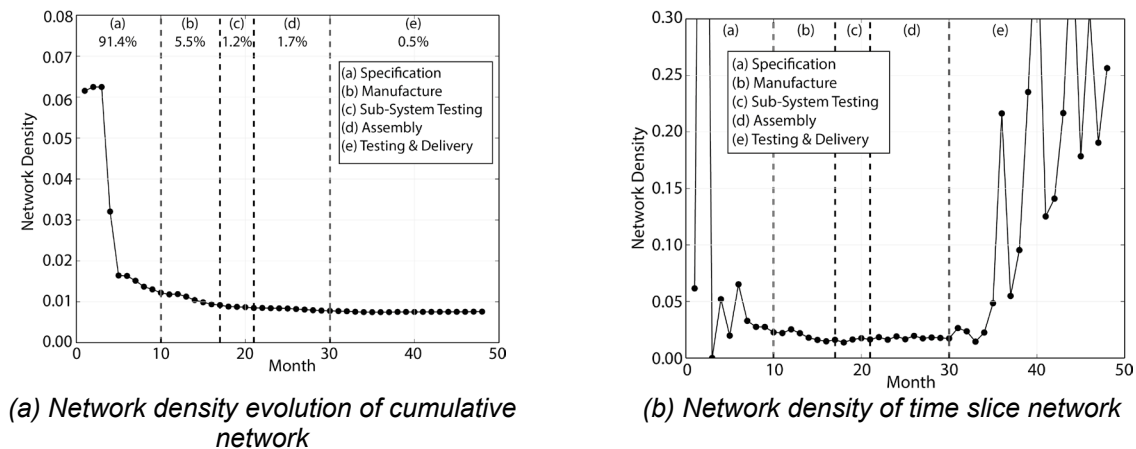 0.08
0.07
0.06
0.05
0.04
0.03
0.02
0.01
0.00
Network Density
(a) (b) (c) (d) (e)
91.4% 5.5% 1.2% 1.7% 0.5%
(a) Specification
(b) Manufacture
(c) Sub-System Testing
(d) Assembly
(e) Testing & Delivery
0 10 20 30 40 50
Month
(a) Network density evolution of cumulative
network
0.30
0.25
0.20
0.15
0.10
0.05
0.00
Network Density
(a) (b) (c) (d) (e)
(a) Specification
(b) Manufacture
(c) Sub-System Testing
(d) Assembly
(e) Testing & Delivery
0 10 20 30 40 50
Month
(b) Network density of time slice network